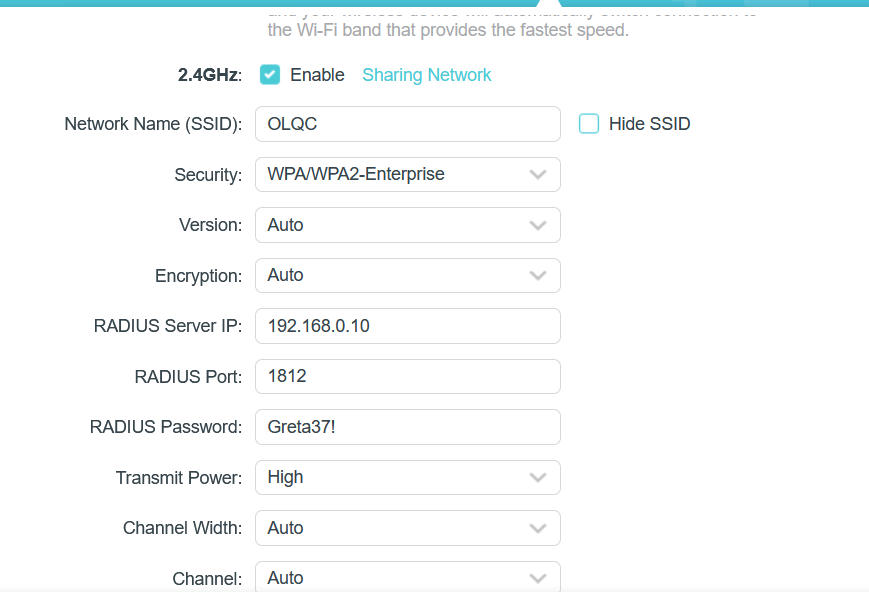 the Wi-Fi band that provides the fastest speed.
2.4GHz: Enable Sharing Network
Network Name (SSID): OLQC Hide SSID
Security: WPA/WPA2-Enterprise
Version: Auto
Encryption: Auto
RADIUS Server IP: 192.168.0.10
RADIUS Port: 1812
RADIUS Password: Greta37!
Transmit Power: High
Channel Width: Auto
Channel: Auto